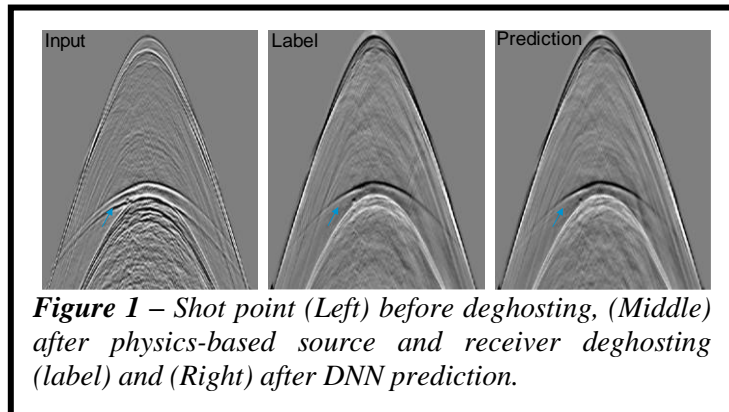 Input Label Prediction
Figure 1 – Shot point (Left) before deghosting, (Middle)
after physics-based source and receiver deghosting
(label) and (Right) after DNN prediction.